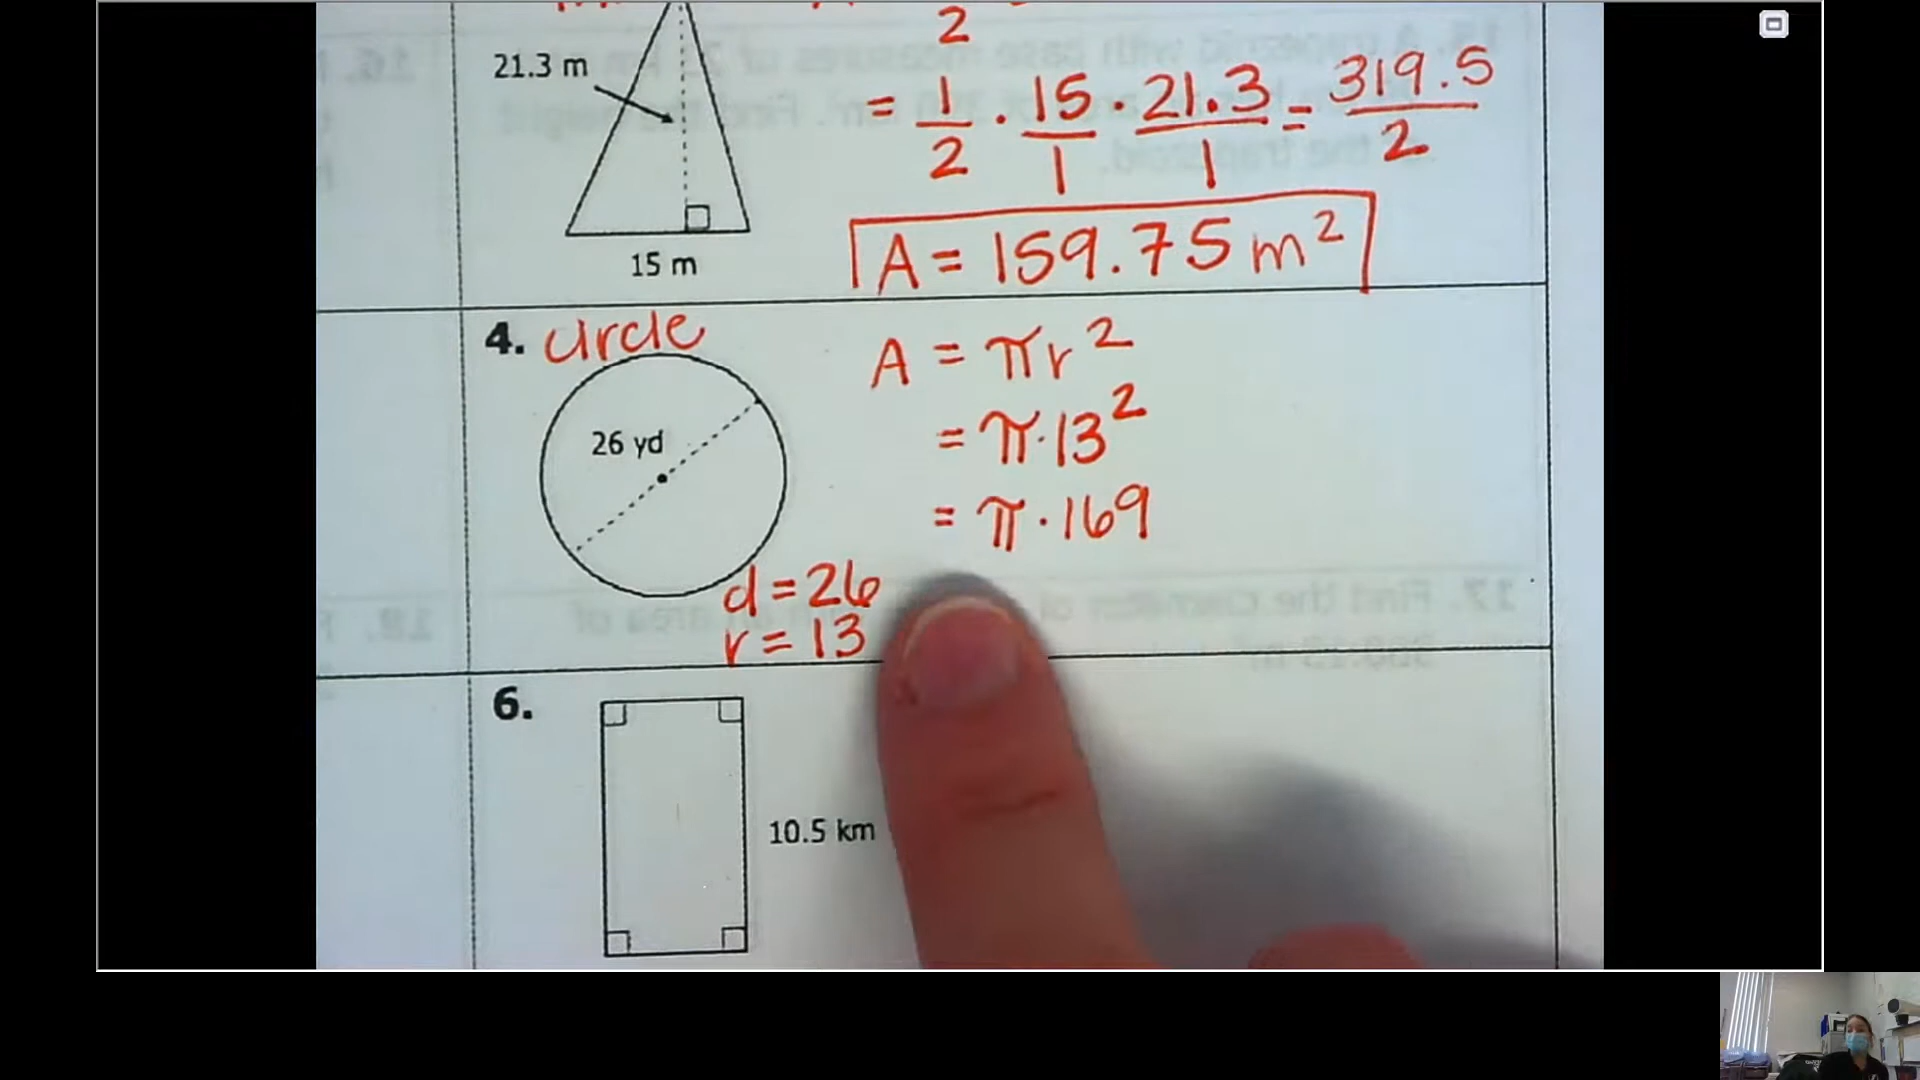 2
21.3 m
= 1/2 · 15/1 · 21.3/1 = 319.5/2
A = 159.75 m²
15 m
4. circle
A = πr²
26 yd
= π·13²
= π·169
d = 26
r = 13
6.
10.5 km